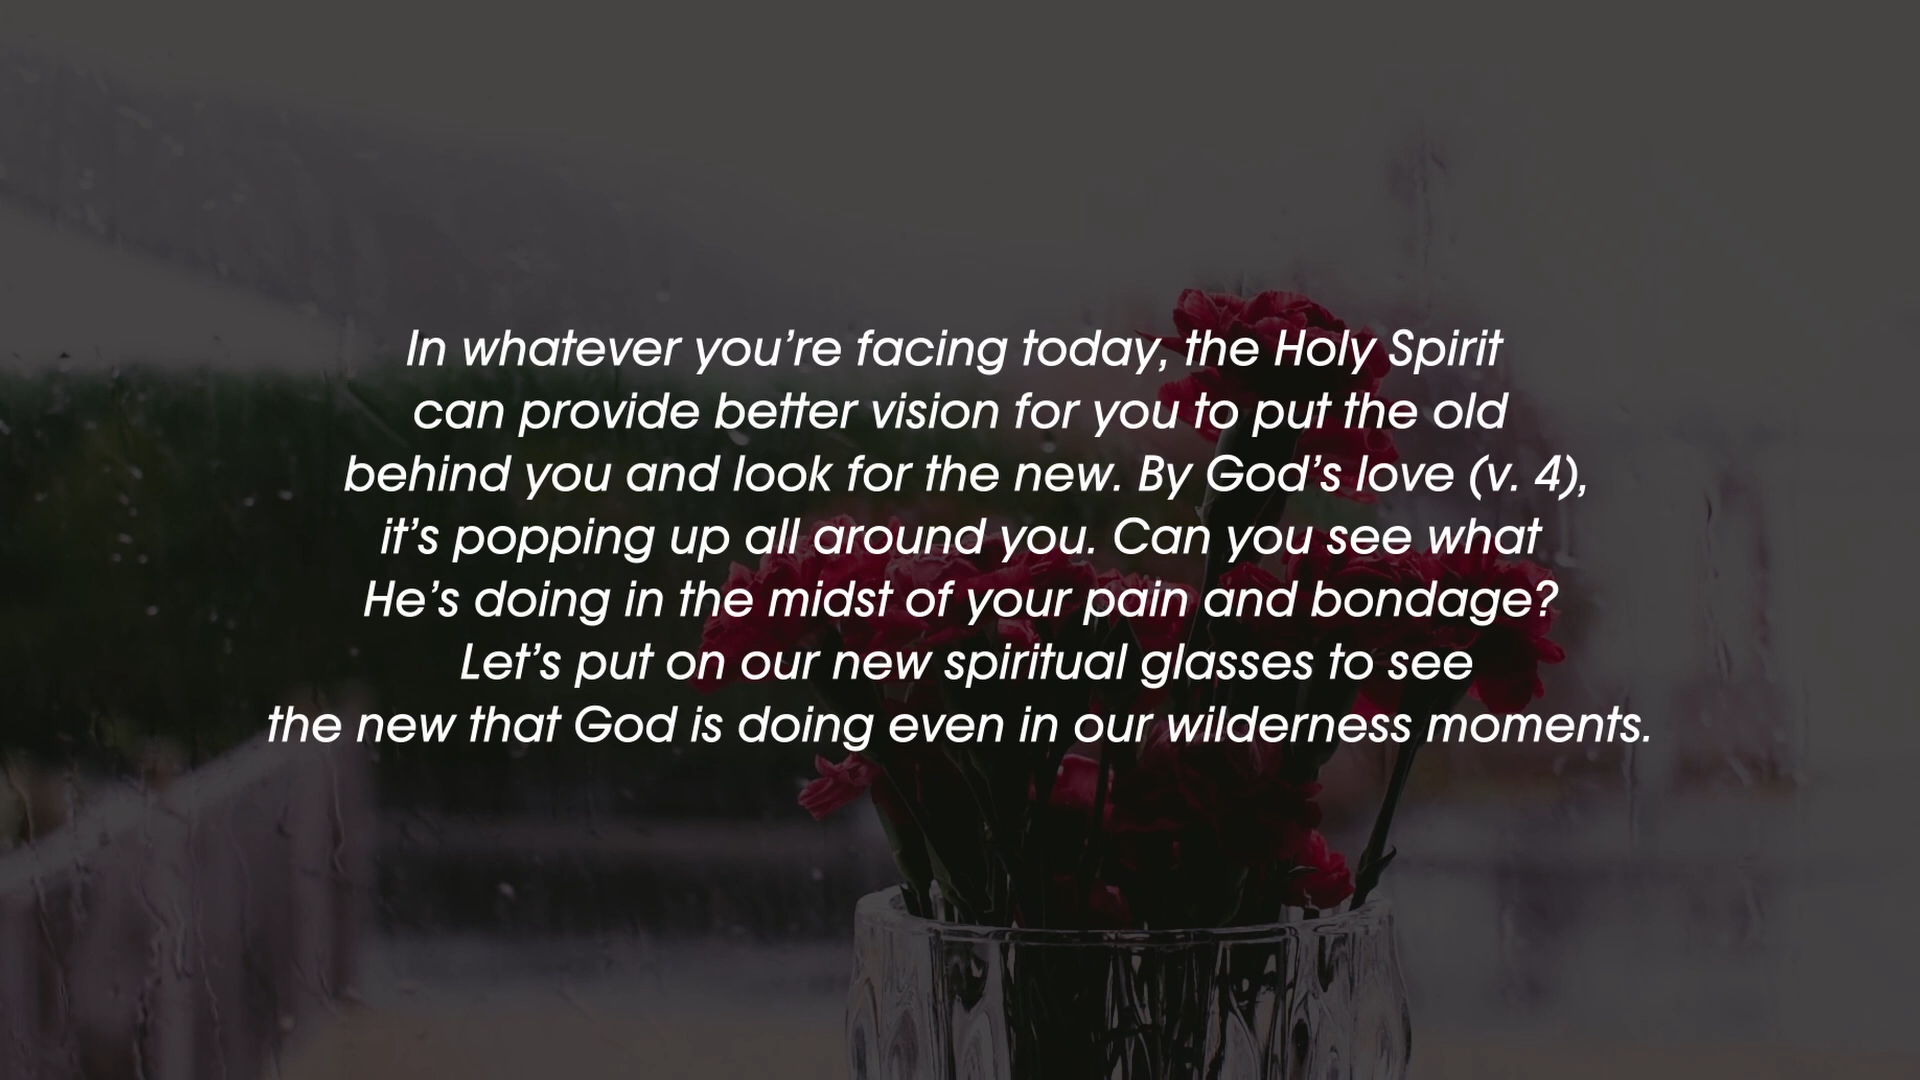 In whatever you’re facing today, the Holy Spirit
can provide better vision for you to put the old
behind you and look for the new. By God’s love (v. 4),
it’s popping up all around you. Can you see what
He’s doing in the midst of your pain and bondage?
Let’s put on our new spiritual glasses to see
the new that God is doing even in our wilderness moments.